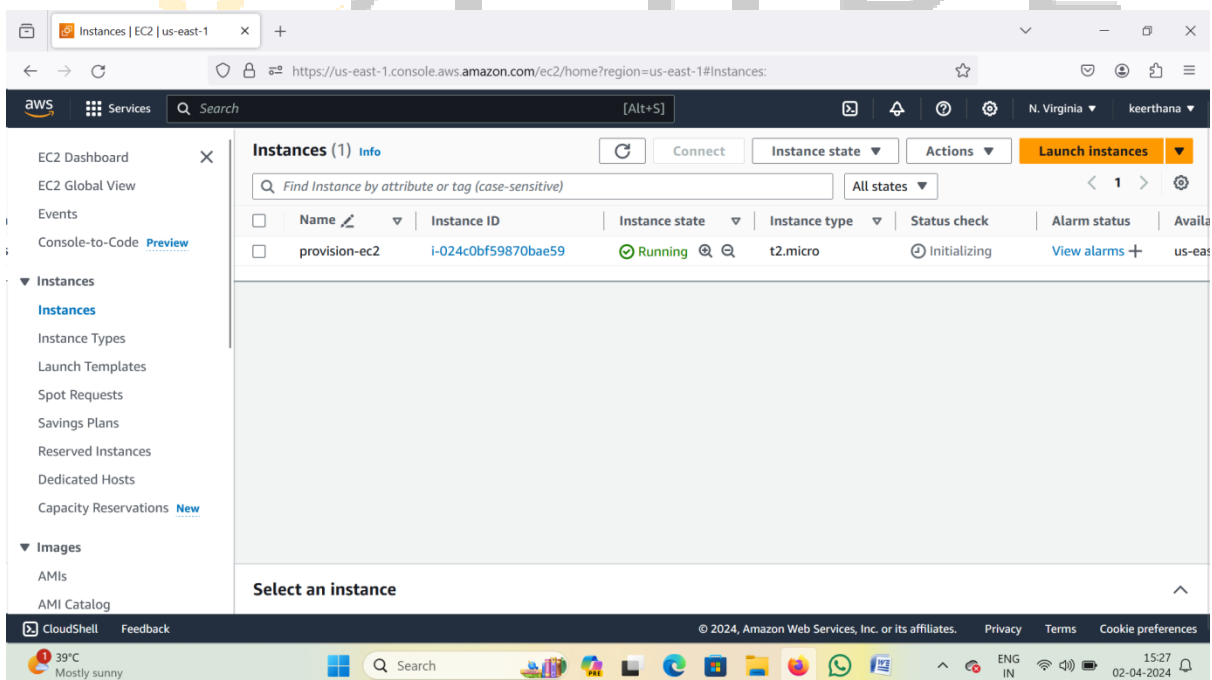 Instances | EC2 | us-east-1
https://us-east-1.console.aws.amazon.com/ec2/home?region=us-east-1#Instances:
aws Services Search [Alt+S] N. Virginia keerthana
EC2 Dashboard
EC2 Global View
Events
Console-to-Code Preview
Instances
Instances
Instance Types
Launch Templates
Spot Requests
Savings Plans
Reserved Instances
Dedicated Hosts
Capacity Reservations New
Images
AMIs
AMI Catalog
Instances (1) Info Connect Instance state Actions Launch instances
Find Instance by attribute or tag (case-sensitive) All states 1
Name Instance ID Instance state Instance type Status check Alarm status Availa
provision-ec2 i-024c0bf59870bae59 Running t2.micro Initializing View alarms + us-eas
Select an instance
CloudShell Feedback © 2024, Amazon Web Services, Inc. or its affiliates. Privacy Terms Cookie preferences
1 39°C Search PRE ENG 15:27
Mostly sunny IN 02-04-2024